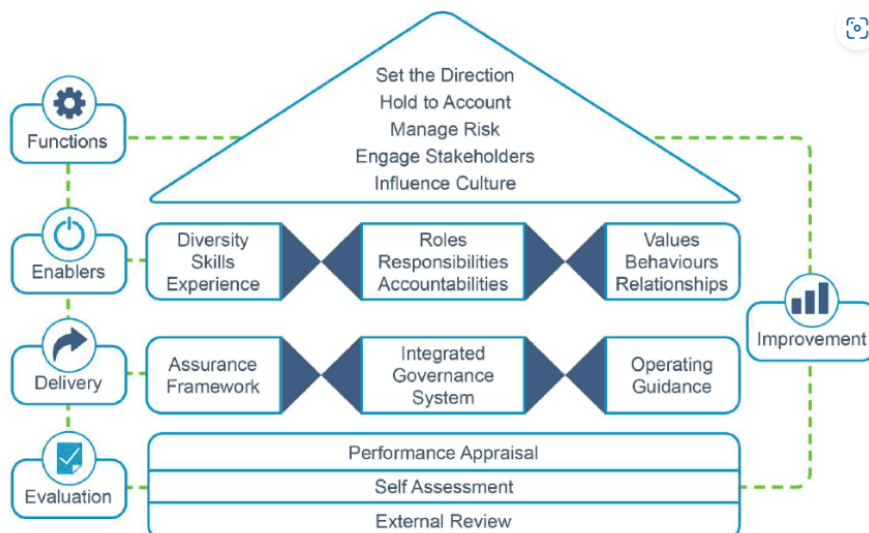 Set the Direction
Hold to Account
Manage Risk
Engage Stakeholders
Influence Culture
Functions
Enablers
Diversity
Skills
Experience
Roles
Responsibilities
Accountabilities
Values
Behaviours
Relationships
Delivery
Assurance
Framework
Integrated
Governance
System
Operating
Guidance
Improvement
Evaluation
Performance Appraisal
Self Assessment
External Review